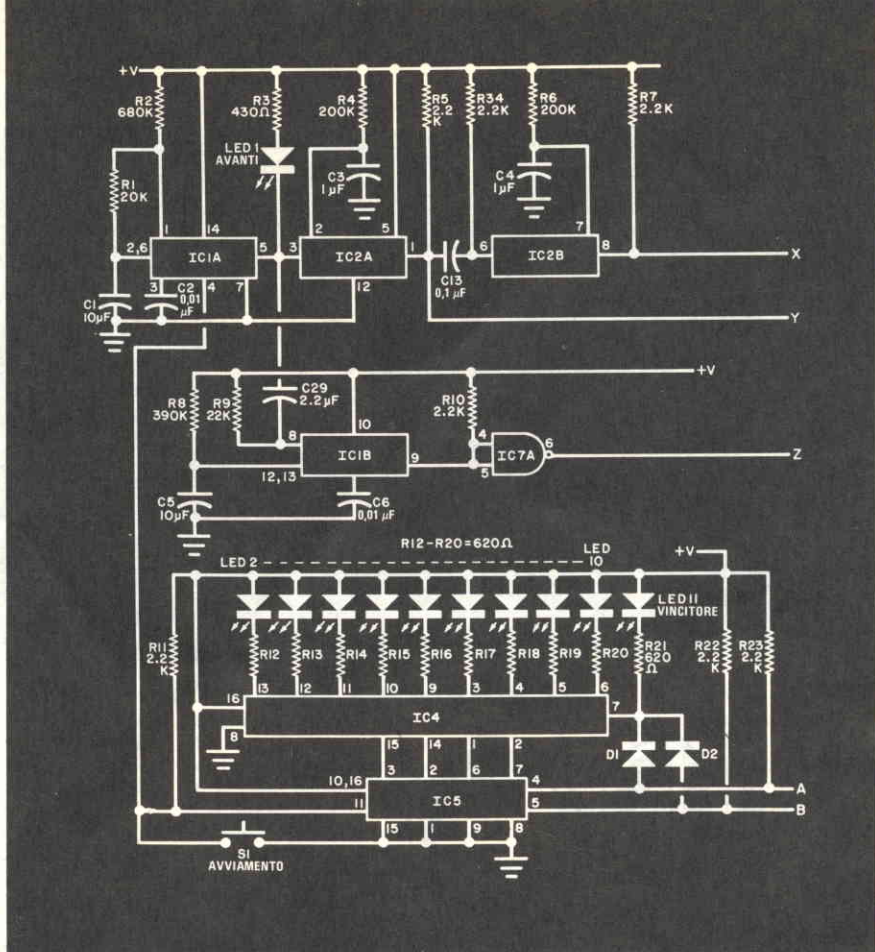 +V
R2
680K
R3
430Ω
R4
200K
R5
2.2
K
R34
2.2K
R6
200K
R7
2.2K
LED 1
AVANTI
R1
20K
C3
1µF
C4
1µF
1
14
2
5
7
2,6
IC1A
5
3
IC2A
1
6
IC2B
8
X
3
4
7
12
C13
0,1 µF
C1
10µF
C2
0,01
µF
Y
+V
R8
390K
R9
22K
C29
2.2µF
R10
2.2K
8
10
IC1B
9
4
5
IC7A
6
Z
12,13
C5
10µF
C6
0,01µF
R12-R20=620Ω
+V
LED 2
LED
10
LED II
VINCITORE
R11
2.2
K
R12
R13
R14
R15
R16
R17
R18
R19
R20
R21
620
Ω
R22
2.2
K
R23
2.2
K
13
12
11
10
9
3
4
5
6
16
IC4
7
8
15
14
1
2
D1
D2
3
2
6
7
10,16
4
A
11
IC5
5
B
15
1
9
8
S1
AVVIAMENTO